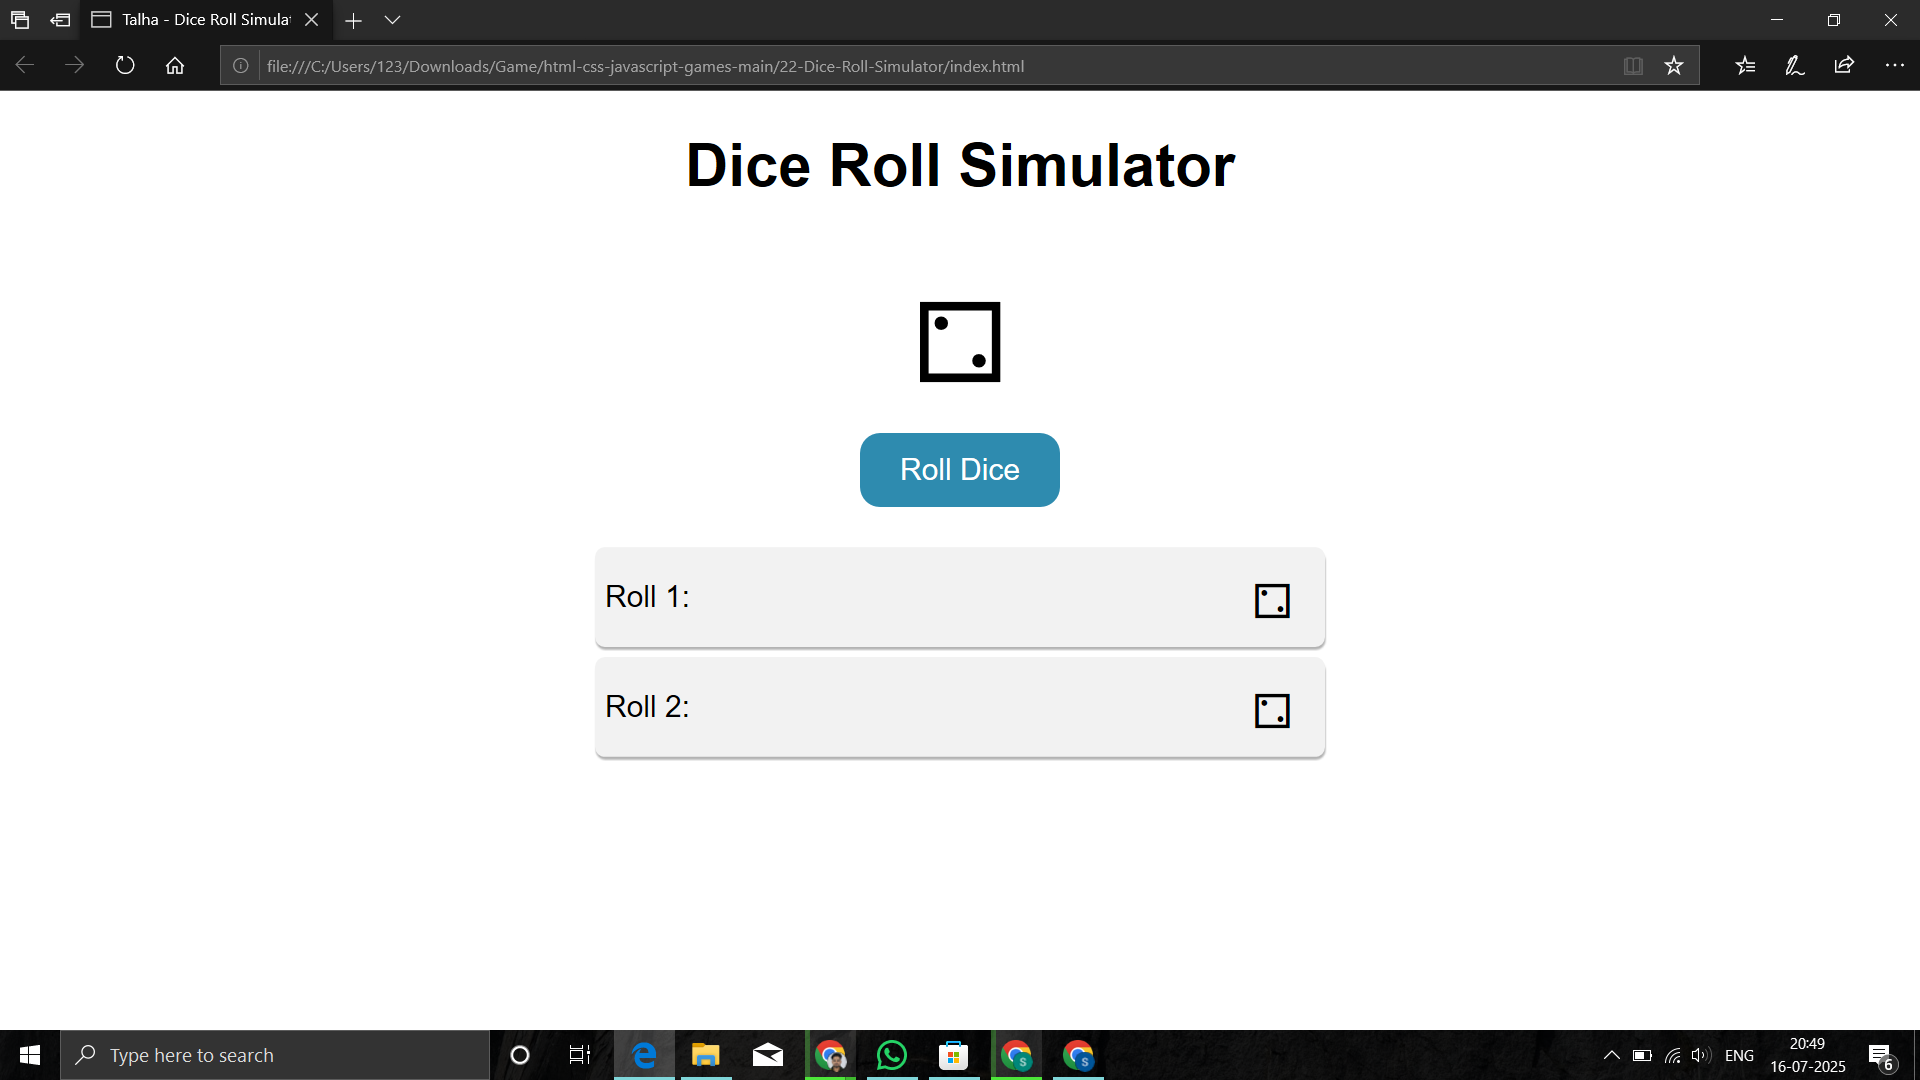 Talha - Dice Roll Simula
file:///C:/Users/123/Downloads/Game/html-css-javascript-games-main/22-Dice-Roll-Simulator/index.html
Dice Roll Simulator
Roll Dice
Roll 1:
Roll 2:
Type here to search
S
S
ENG
20:49
16-07-2025
6